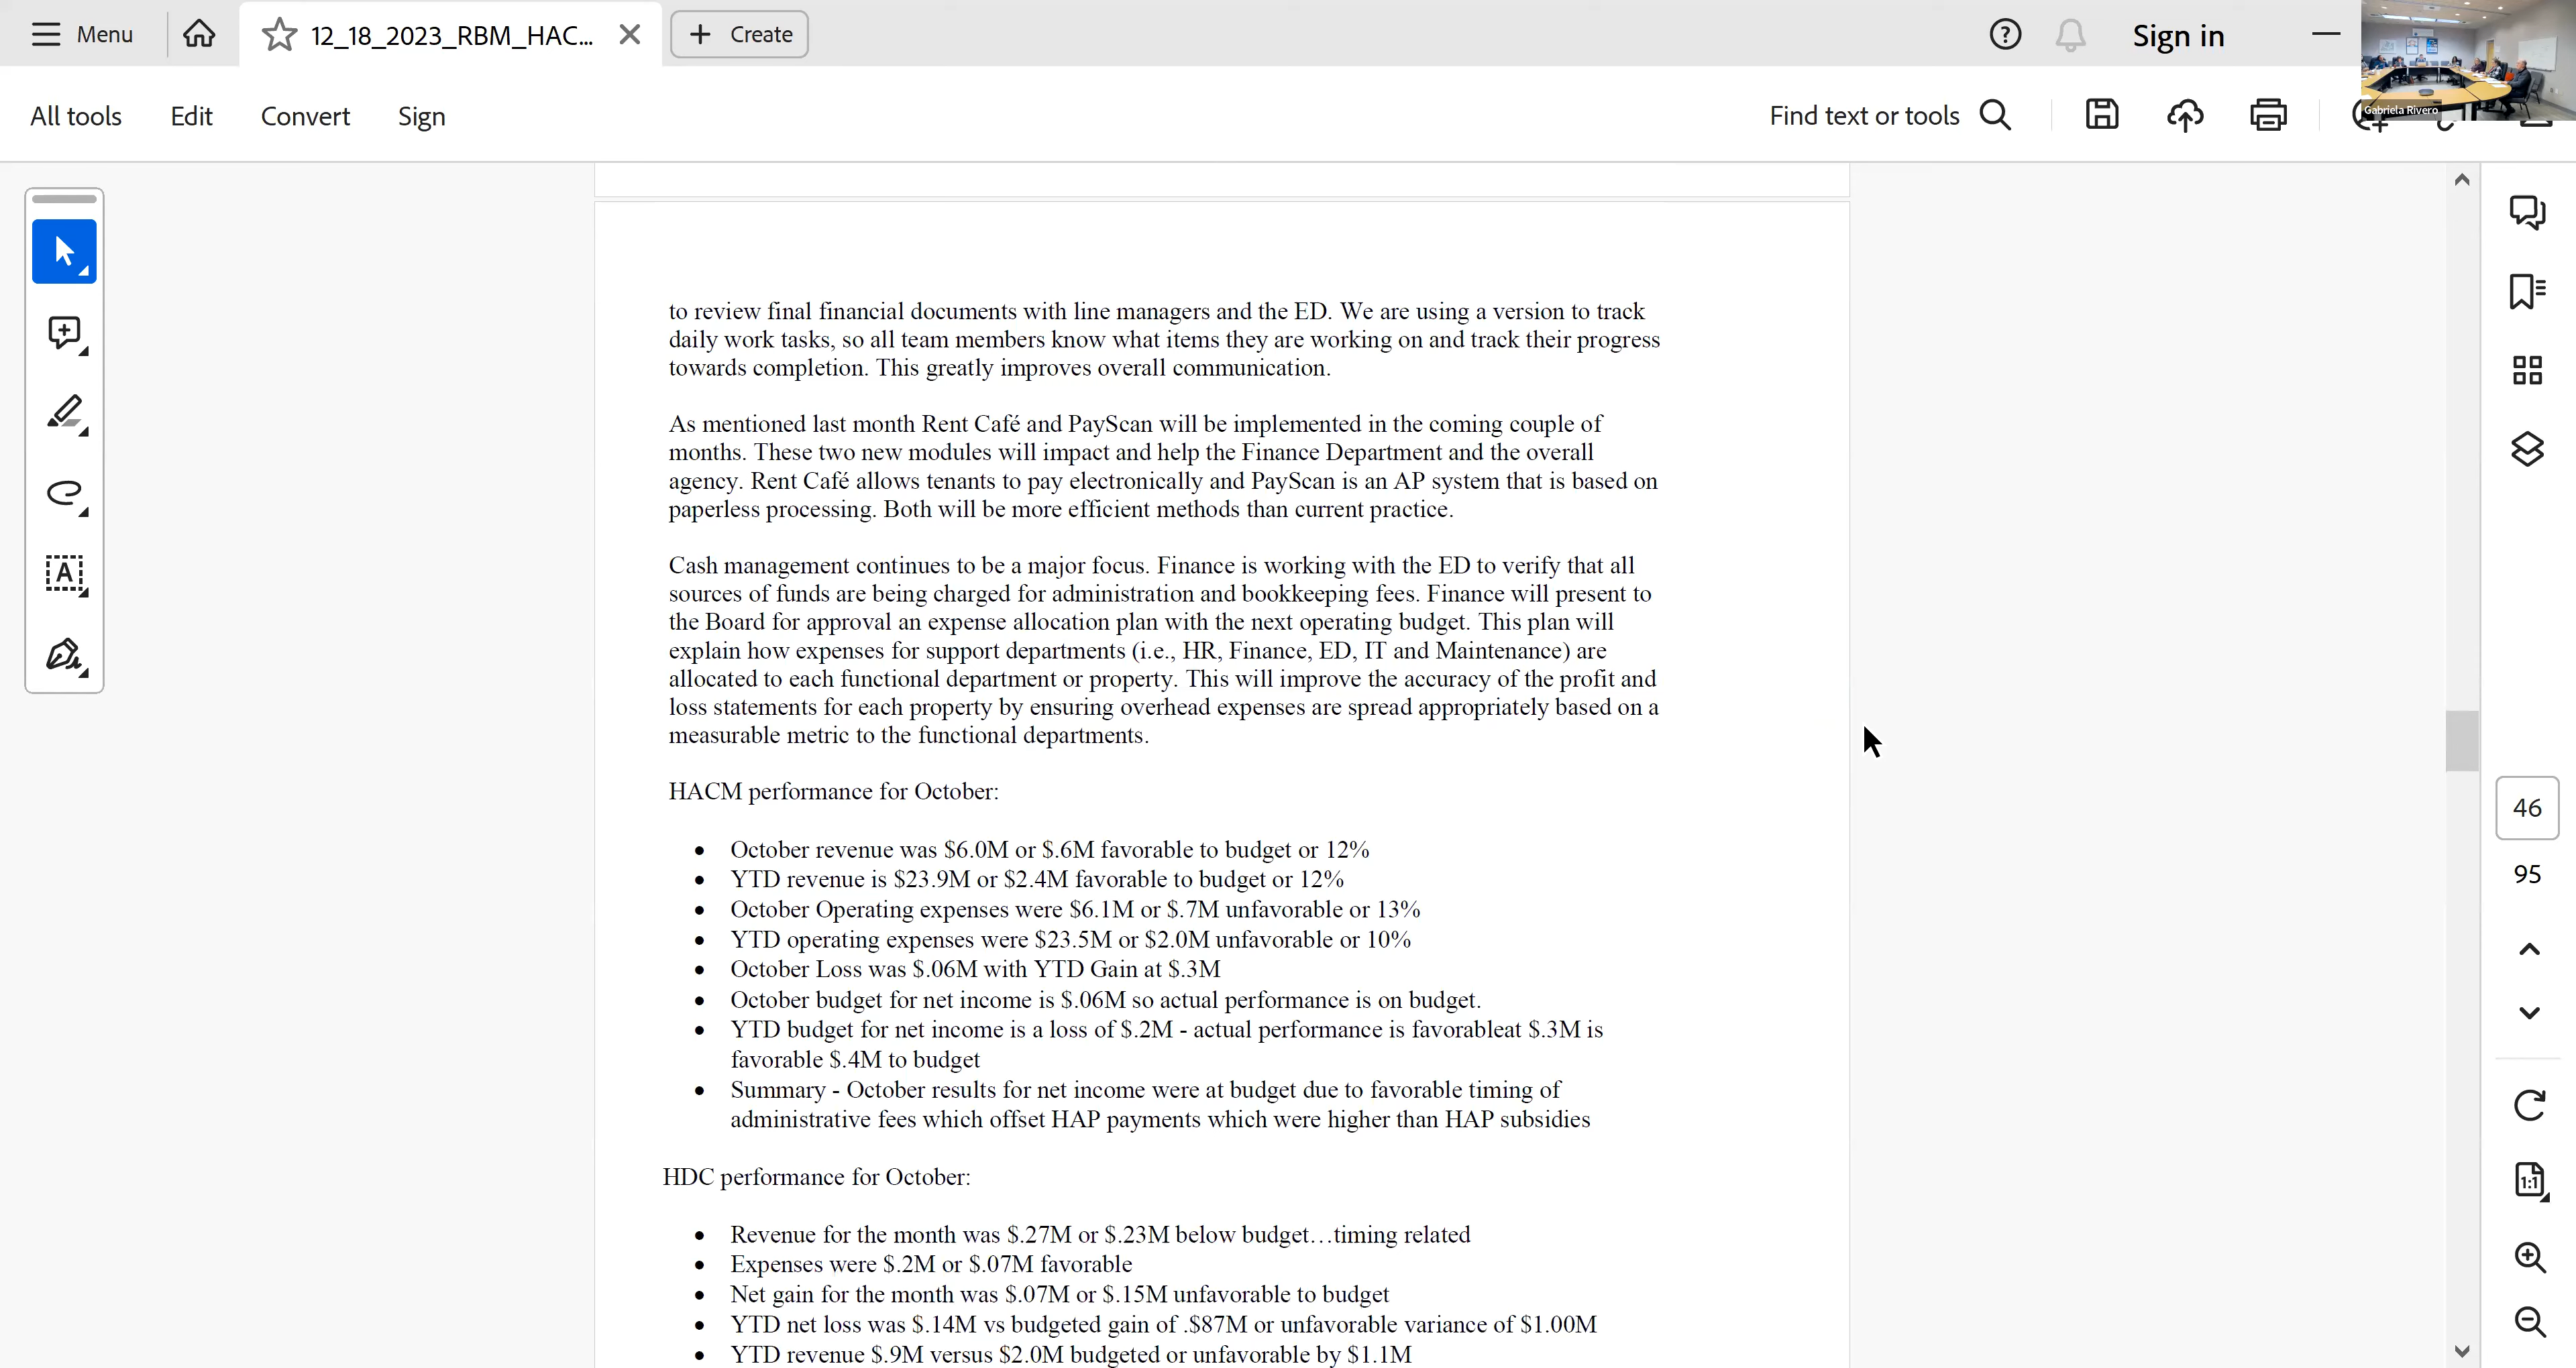 Menu
12_18_2023_RBM_HAC...
Create
Sign in
Gabriela Rivero
All tools
Edit
Convert
Sign
Find text or tools
to review final financial documents with line managers and the ED. We are using a version to track
daily work tasks, so all team members know what items they are working on and track their progress
towards completion. This greatly improves overall communication.
As mentioned last month Rent Café and PayScan will be implemented in the coming couple of
months. These two new modules will impact and help the Finance Department and the overall
agency. Rent Café allows tenants to pay electronically and PayScan is an AP system that is based on
paperless processing. Both will be more efficient methods than current practice.
Cash management continues to be a major focus. Finance is working with the ED to verify that all
sources of funds are being charged for administration and bookkeeping fees. Finance will present to
the Board for approval an expense allocation plan with the next operating budget. This plan will
explain how expenses for support departments (i.e., HR, Finance, ED, IT and Maintenance) are
allocated to each functional department or property. This will improve the accuracy of the profit and
loss statements for each property by ensuring overhead expenses are spread appropriately based on a
measurable metric to the functional departments.
HACM performance for October:
• October revenue was $6.0M or $.6M favorable to budget or 12%
• YTD revenue is $23.9M or $2.4M favorable to budget or 12%
• October Operating expenses were $6.1M or $.7M unfavorable or 13%
• YTD operating expenses were $23.5M or $2.0M unfavorable or 10%
• October Loss was $.06M with YTD Gain at $.3M
• October budget for net income is $.06M so actual performance is on budget.
• YTD budget for net income is a loss of $.2M - actual performance is favorableat $.3M is
favorable $.4M to budget
• Summary - October results for net income were at budget due to favorable timing of
administrative fees which offset HAP payments which were higher than HAP subsidies
HDC performance for October:
• Revenue for the month was $.27M or $.23M below budget…timing related
• Expenses were $.2M or $.07M favorable
• Net gain for the month was $.07M or $.15M unfavorable to budget
• YTD net loss was $.14M vs budgeted gain of .$87M or unfavorable variance of $1.00M
• YTD revenue $.9M versus $2.0M budgeted or unfavorable by $1.1M
46
95
1:1